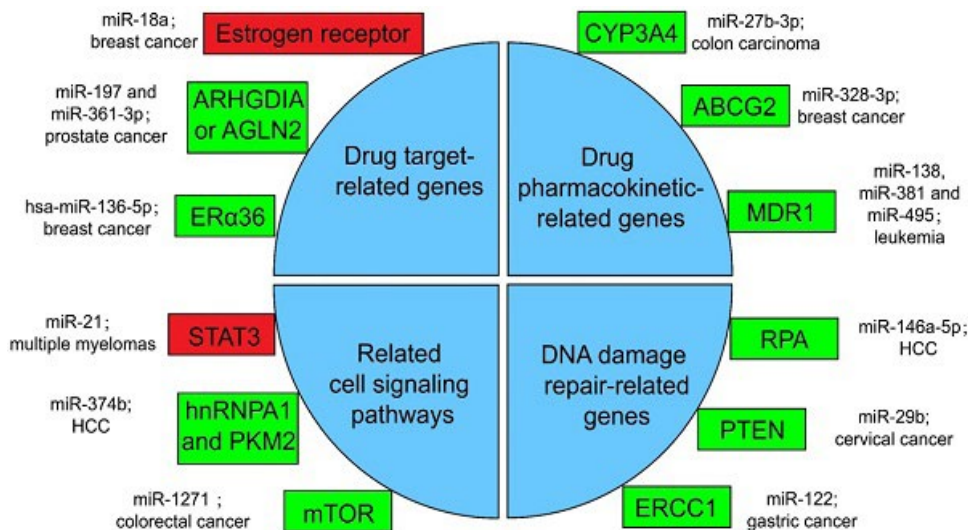 miR-18a;
breast cancer
Estrogen receptor
miR-197 and
miR-361-3p;
prostate cancer
ARHGDIA
or AGLN2
hsa-miR-136-5p;
breast cancer
ERα36
Drug target-
related genes
CYP3A4
miR-27b-3p;
colon carcinoma
ABCG2
miR-328-3p;
breast cancer
MDR1
miR-138,
miR-381 and
miR-495;
leukemia
Drug
pharmacokinetic-
related genes
miR-21;
multiple myelomas
STAT3
miR-374b;
HCC
hnRNPA1
and PKM2
miR-1271 ;
colorectal cancer
mTOR
Related
cell signaling
pathways
DNA damage
repair-related
genes
RPA
miR-146a-5p;
HCC
PTEN
miR-29b;
cervical cancer
ERCC1
miR-122;
gastric cancer